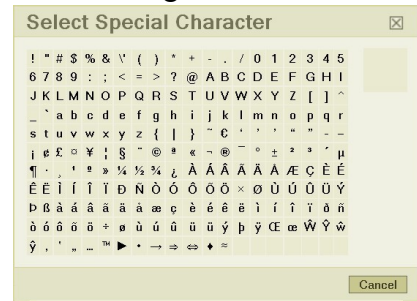 Select Special Character
! " # $ % & \' ( ) * + - . / 0 1 2 3 4 5
6 7 8 9 : ; < = > ? @ A B C D E F G H I
J K L M N O P Q R S T U V W X Y Z [ ] ^
_ ` a b c d e f g h i j k l m n o p q r
s t u v w x y z { | } ~ € ‘ ’ ’ “ ” – –
¡ ¢ £ ¤ ¥ ¦ § ¨ © ª « ¬ ® ¯ ° ± ² ³ ´ µ
¶ · ¸ ¹ º » ¼ ½ ¾ ¿ À Á Â Ã Ä Å Æ Ç È É
Ê Ë Ì Í Î Ï Ð Ñ Ò Ó Ô Õ Ö × Ø Ù Ú Û Ü Ý
Þ ß à á â ã ä å æ ç è é ê ë ì í î ï ð ñ
ò ó ô õ ö ÷ ø ù ú û ü ü ý þ ÿ Œ œ Ŵ Ŷ ŵ
ŷ ‚ ‛ „ … ™ ► • → ⇒ ⇔ ♦ ≈
Cancel